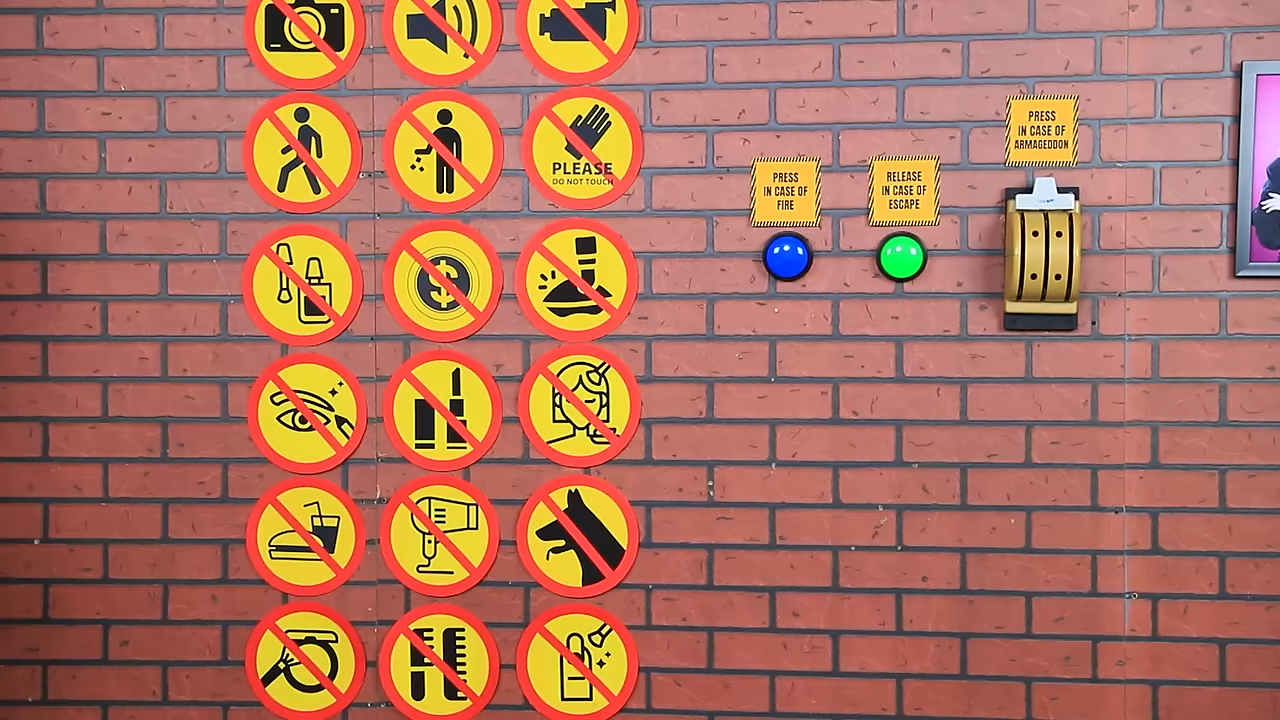 PLEASE
DO NOT TOUCH
PRESS
IN CASE OF
FIRE
RELEASE
IN CASE OF
ESCAPE
PRESS
IN CASE OF
ARMAGEDDON
$